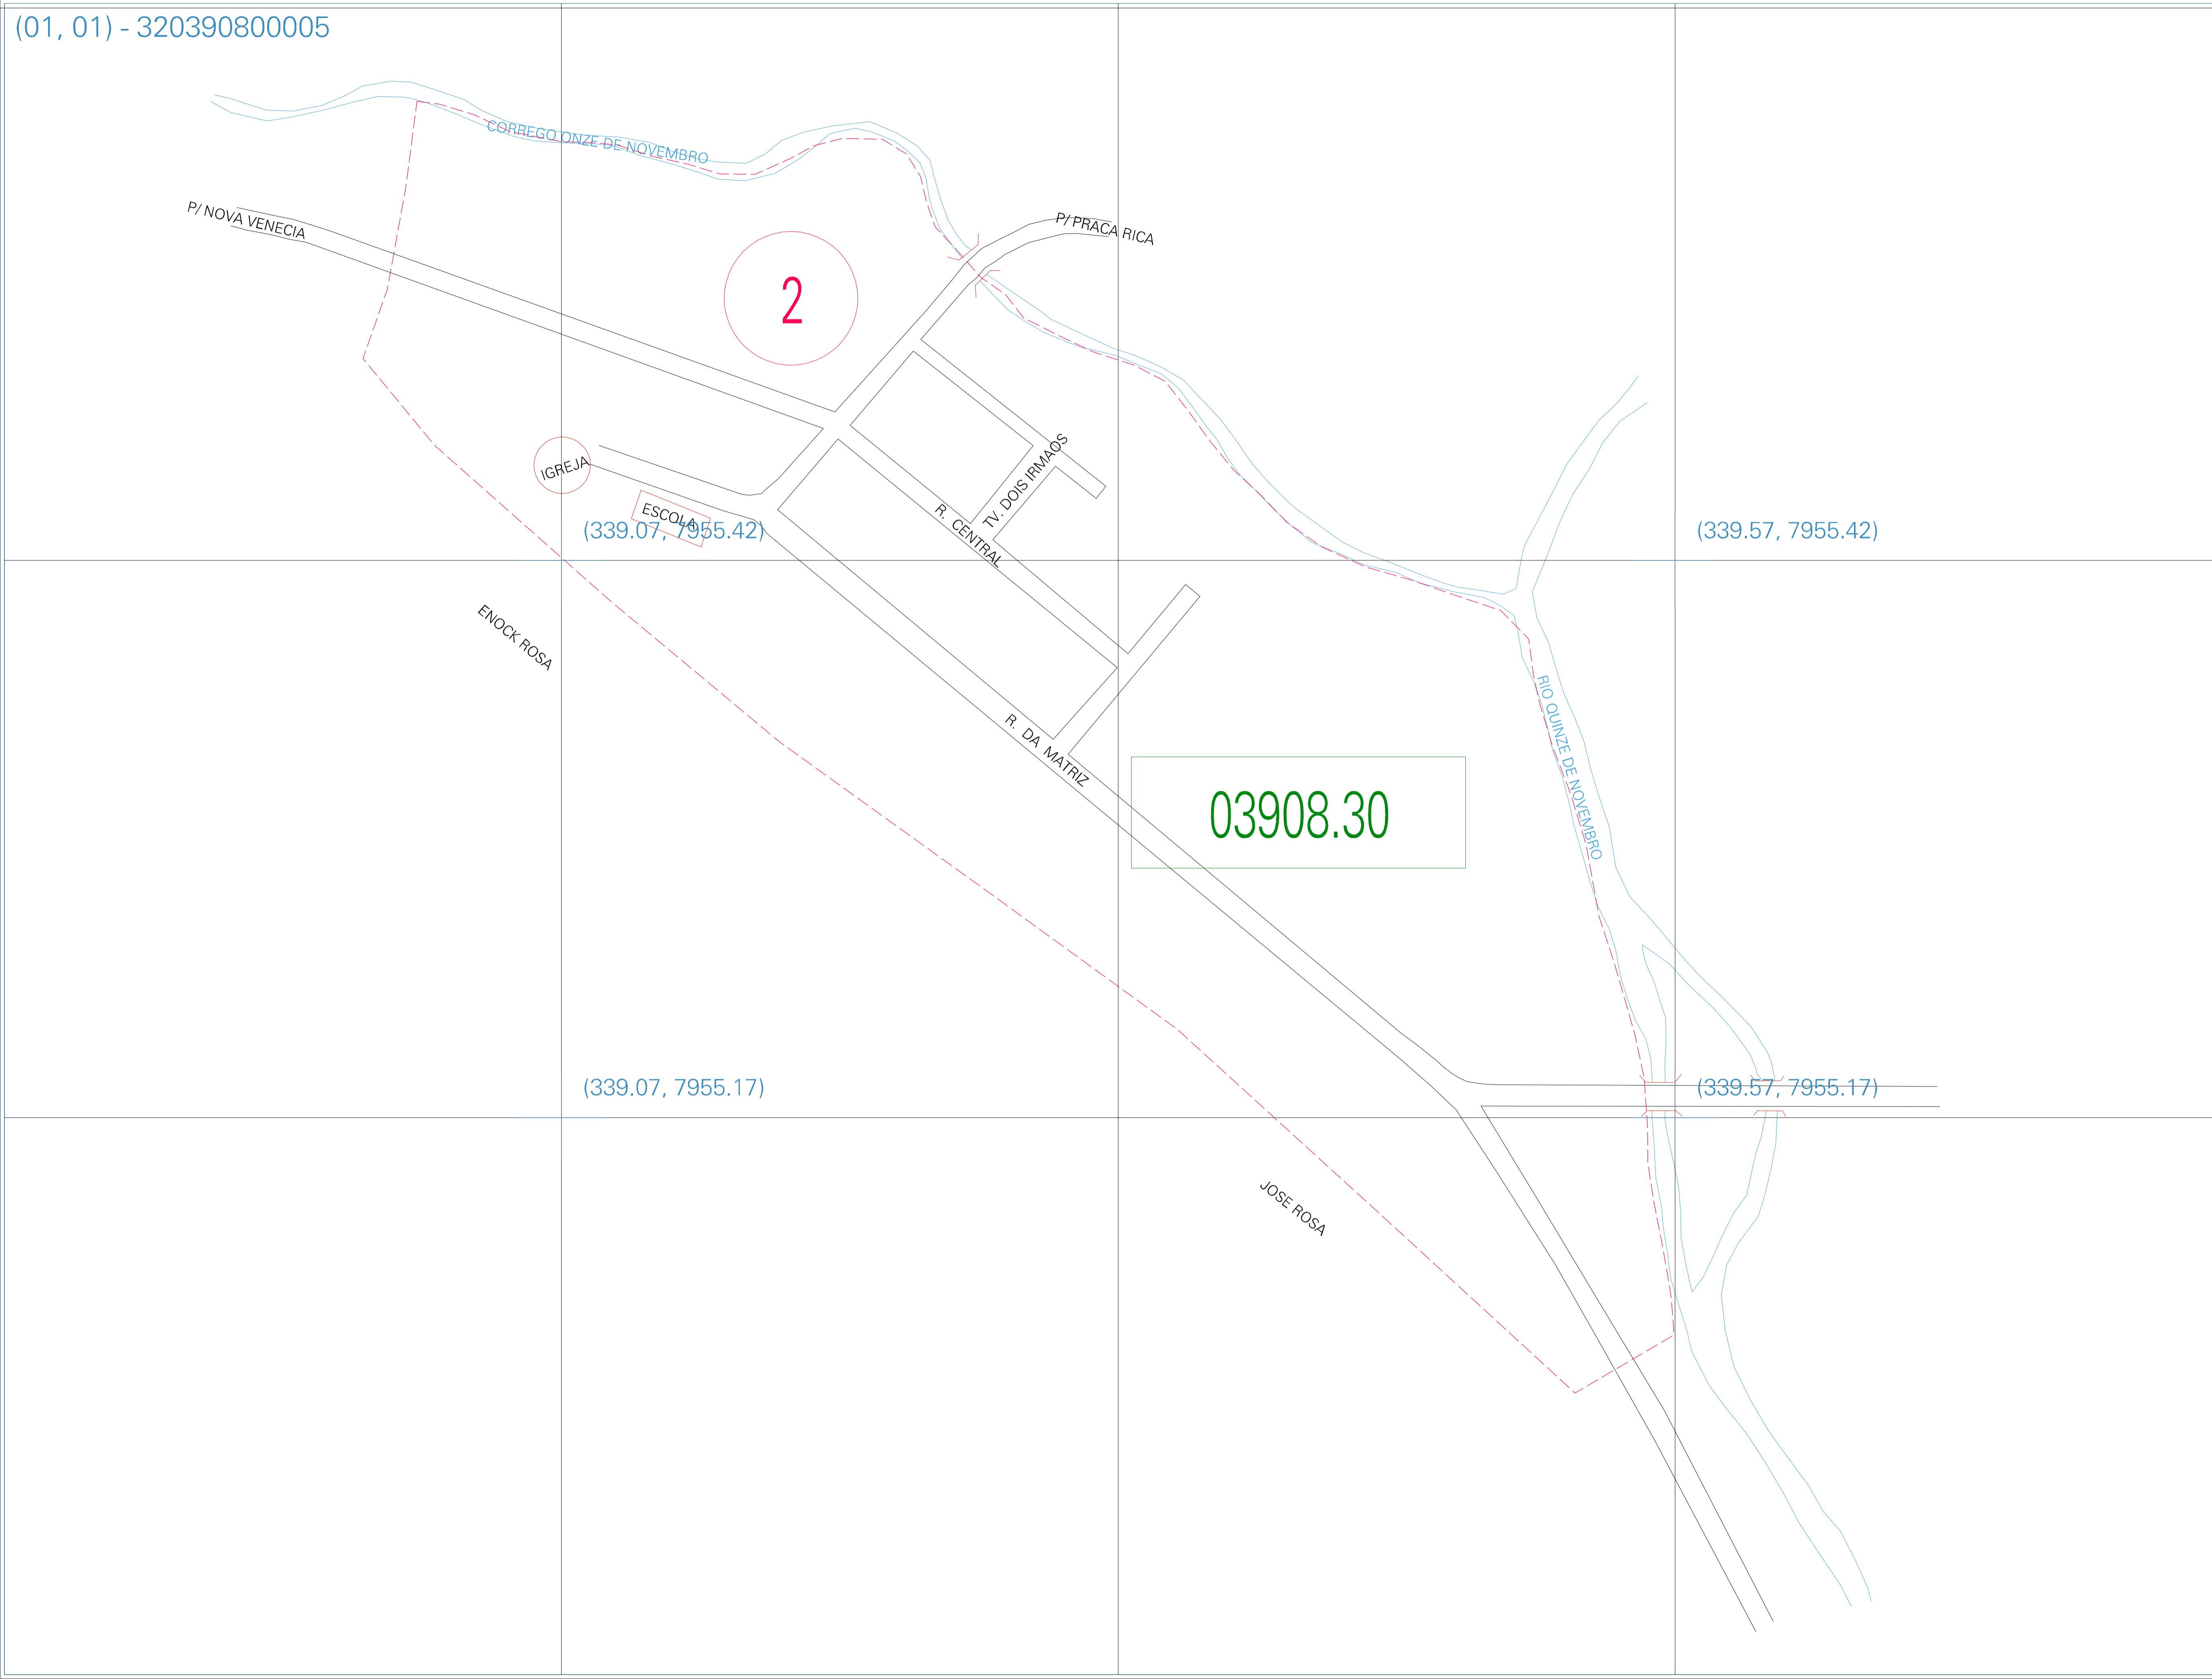 (01, 01) - 320390800005
CORREGO ONZE DE NOVEMBRO
P/ NOVA VENECIA
P/ PRACA RICA
2
IGREJA
ESCOLA
TV. DOIS IRMAOS
R. CENTRAL
(339.07, 7955.42)
(339.57, 7955.42)
ENOCK ROSA
R. DA MATRIZ
RIO QUINZE DE NOVEMBRO
03908.30
(339.07, 7955.17)
(339.57, 7955.17)
JOSE ROSA